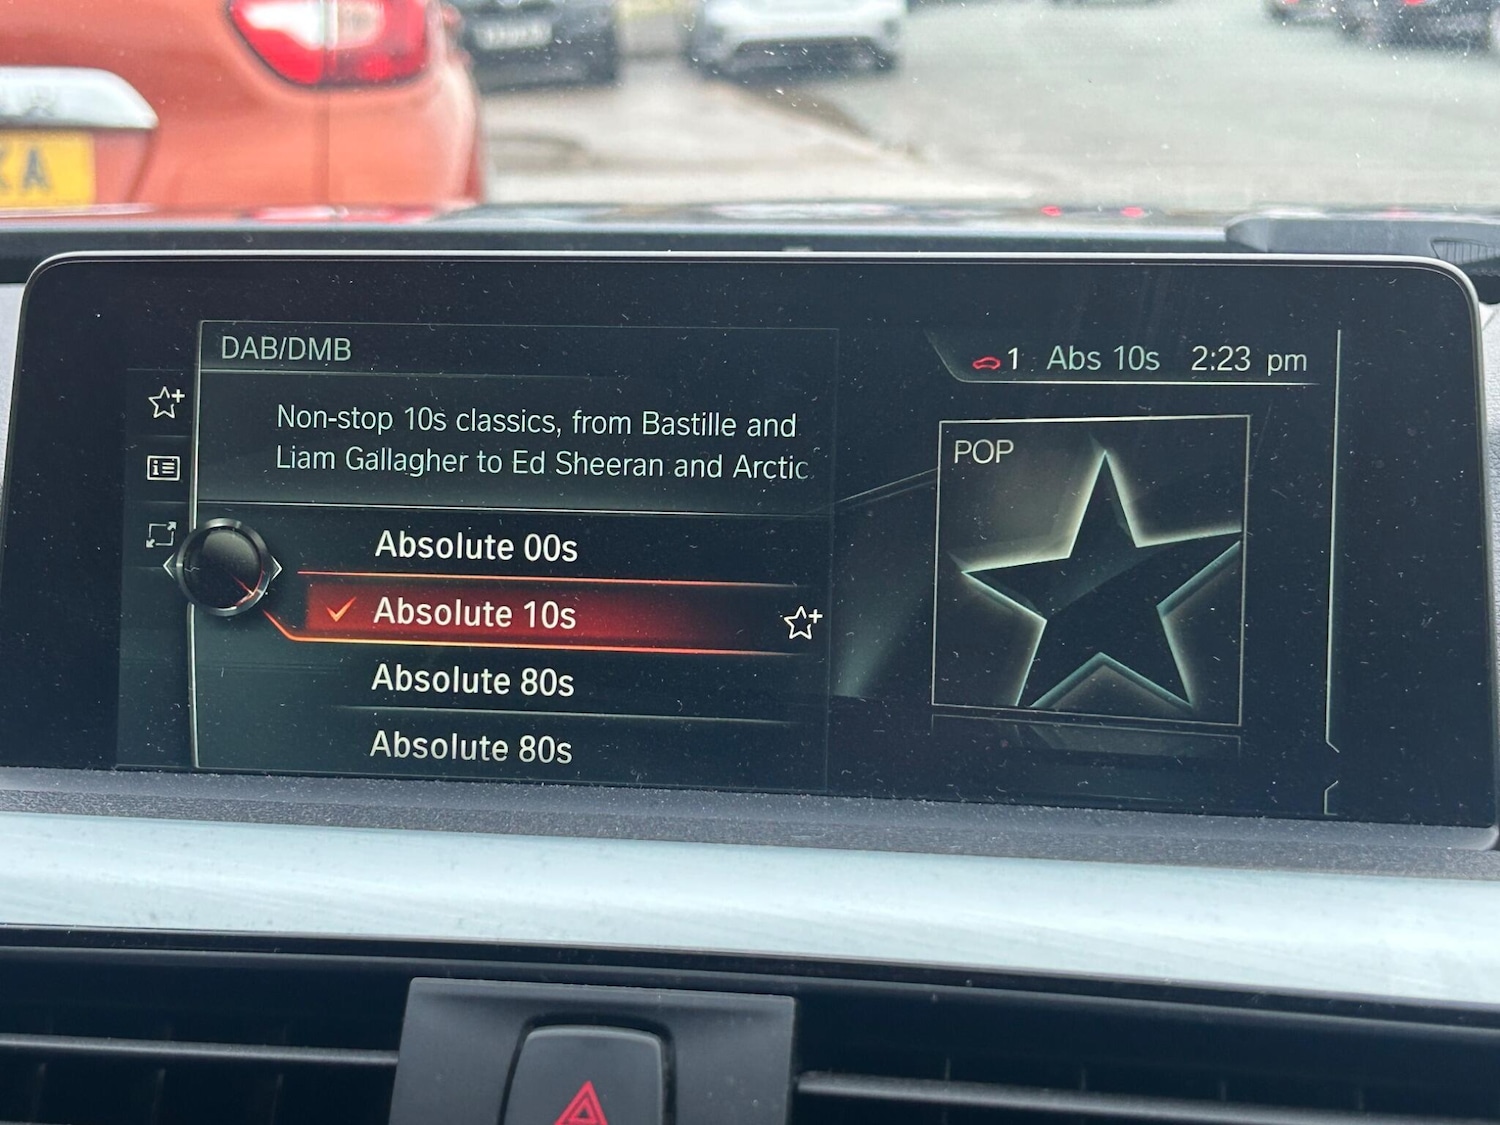 KA
DAB/DMB
1 Abs 10s 2:23 pm
Non-stop 10s classics, from Bastille and
Liam Gallagher to Ed Sheeran and Arctic
POP
Absolute 00s
Absolute 10s
Absolute 80s
Absolute 80s